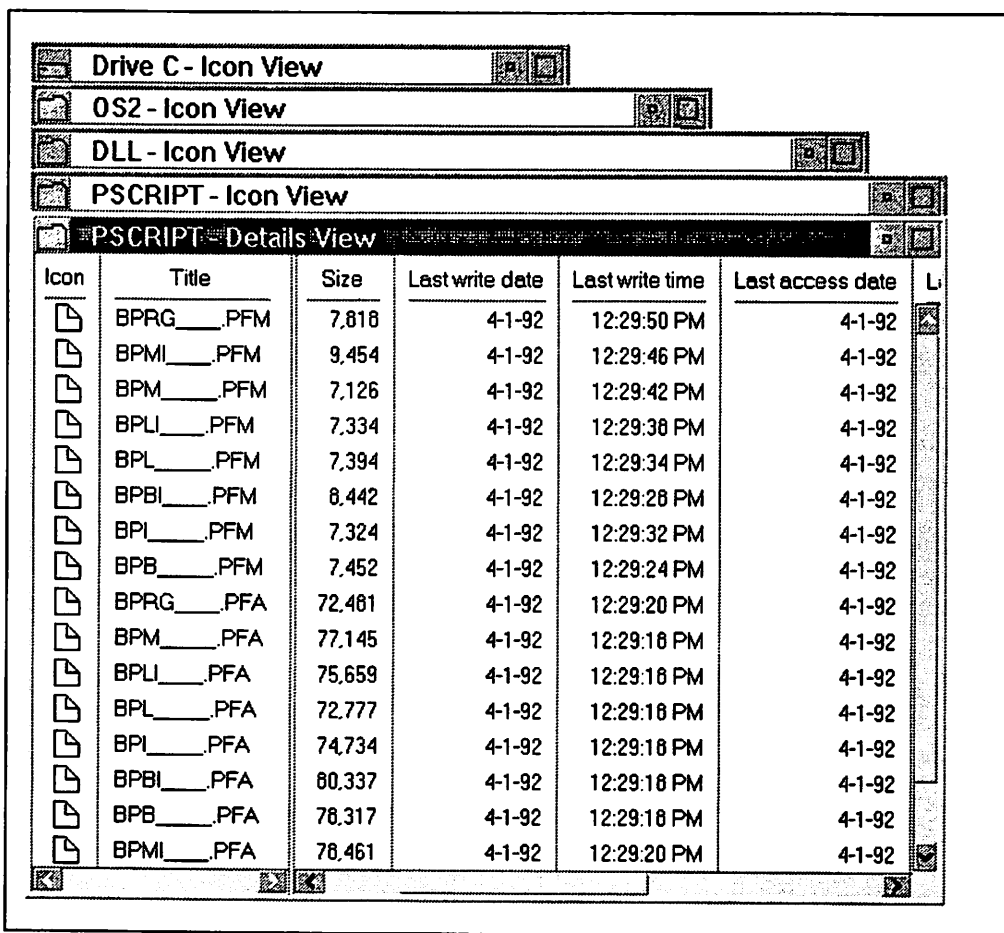 Drive C - Icon View
OS2 - Icon View
DLL - Icon View
PSCRIPT - Icon View
PSCRIPT - Details View
Icon Title Size Last write date Last write time Last access date
BPRG____.PFM 7,818 4-1-92 12:29:50 PM 4-1-92
BPMI____.PFM 9,454 4-1-92 12:29:46 PM 4-1-92
BPM_____.PFM 7,126 4-1-92 12:29:42 PM 4-1-92
BPLI____.PFM 7,334 4-1-92 12:29:38 PM 4-1-92
BPL_____.PFM 7,394 4-1-92 12:29:34 PM 4-1-92
BPBI____.PFM 8,442 4-1-92 12:29:28 PM 4-1-92
BPI_____.PFM 7,324 4-1-92 12:29:32 PM 4-1-92
BPB_____.PFM 7,452 4-1-92 12:29:24 PM 4-1-92
BPRG____.PFA 72,481 4-1-92 12:29:20 PM 4-1-92
BPM_____.PFA 77,145 4-1-92 12:29:18 PM 4-1-92
BPLI____.PFA 75,659 4-1-92 12:29:18 PM 4-1-92
BPL_____.PFA 72,777 4-1-92 12:29:18 PM 4-1-92
BPI_____.PFA 74,734 4-1-92 12:29:18 PM 4-1-92
BPBI____.PFA 80,337 4-1-92 12:29:18 PM 4-1-92
BPB_____.PFA 78,317 4-1-92 12:29:18 PM 4-1-92
BPMI____.PFA 78,461 4-1-92 12:29:20 PM 4-1-92